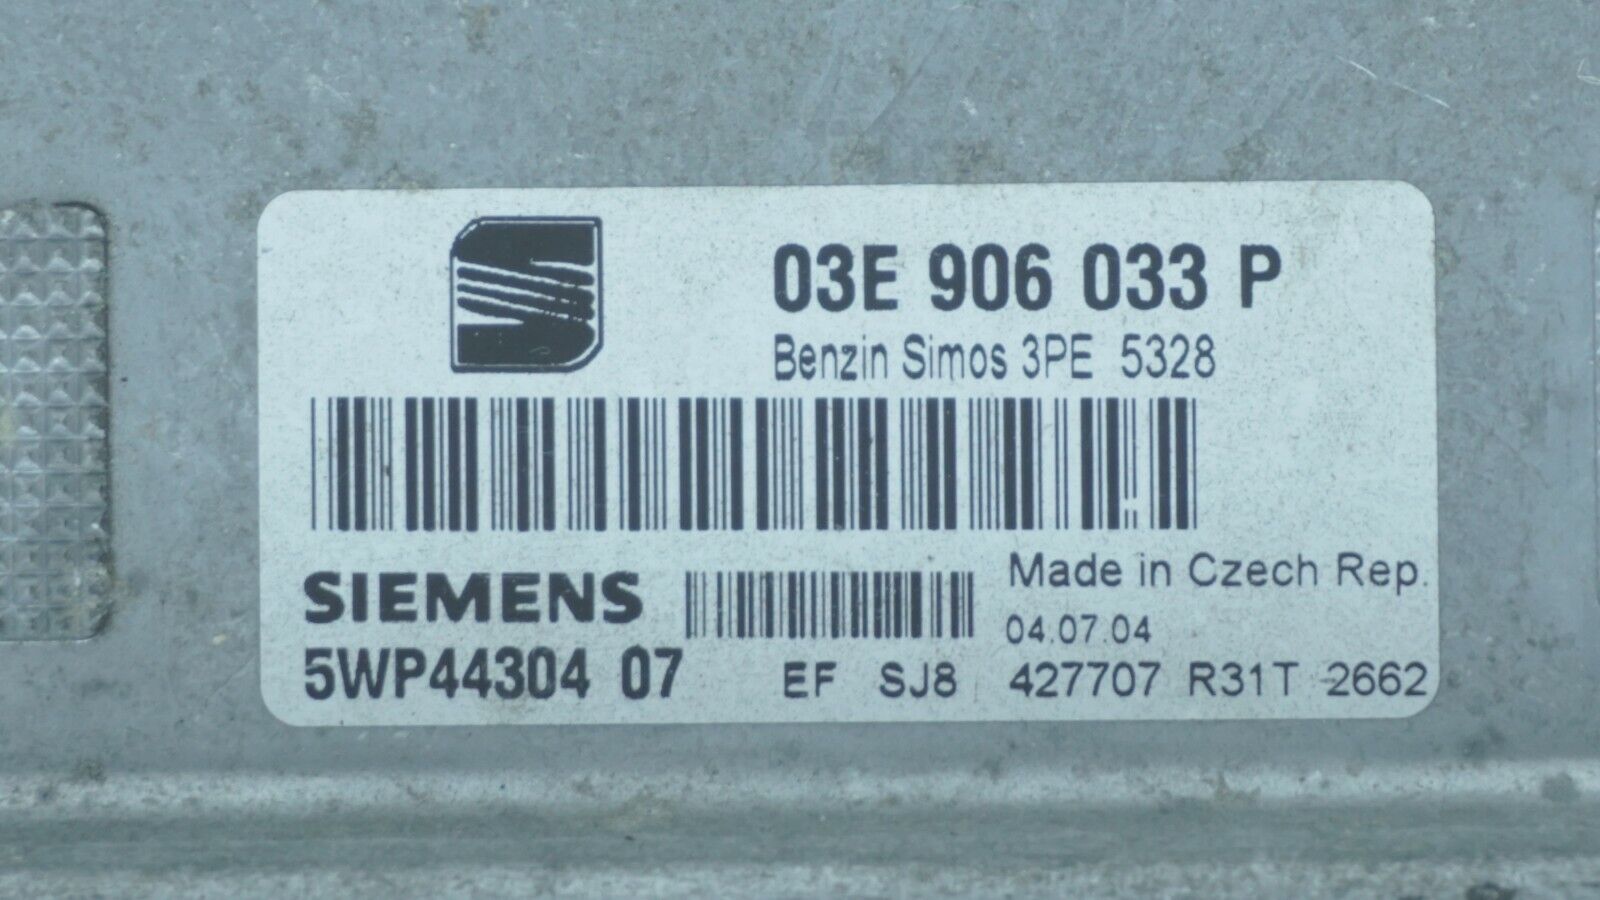 03E 906 033 P
Benzin Simos 3PE 5328
SIEMENS
Made in Czech Rep.
04.07.04
5WP44304 07
EF SJ8 427707 R31T 2662